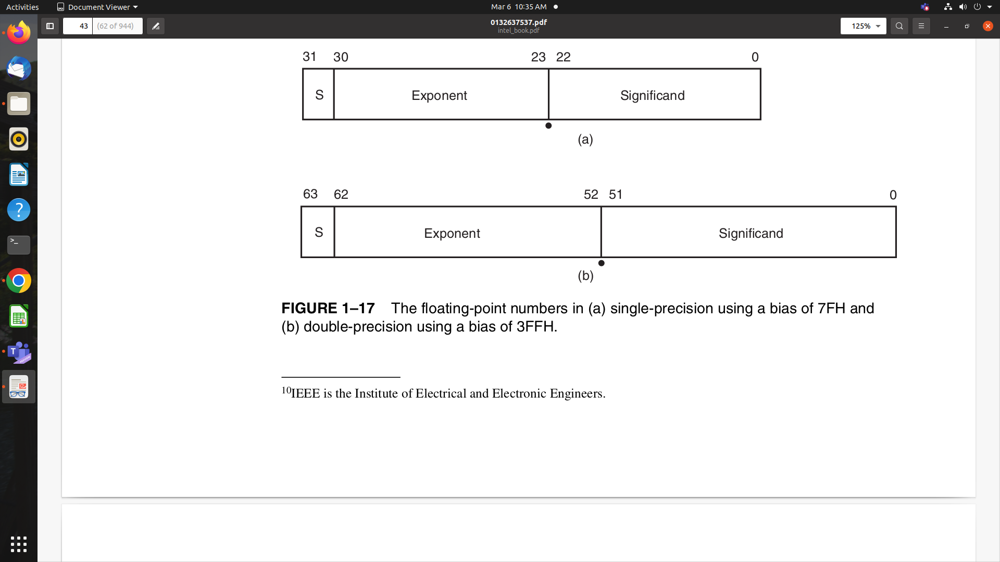 Activities Document Viewer Mar 6 10:35 AM
43 (62 of 944) 0132637537.pdf 125%
intel_book.pdf
31 30 23 22 0
S Exponent Significand
(a)
63 62 52 51 0
S Exponent Significand
(b)
FIGURE 1–17 The floating-point numbers in (a) single-precision using a bias of 7FH and
(b) double-precision using a bias of 3FFH.
10IEEE is the Institute of Electrical and Electronic Engineers.